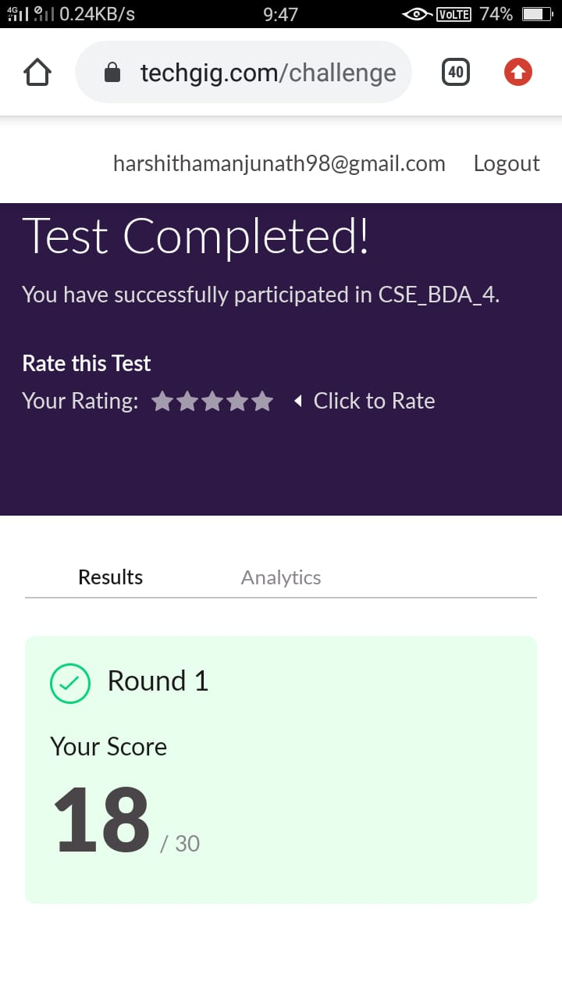 4G 0.24KB/s 9:47 VoLTE 74%
techgig.com/challenge 40
harshithamanjunath98@gmail.com Logout
Test Completed!
You have successfully participated in CSE_BDA_4.
Rate this Test
Your Rating: Click to Rate
Results Analytics
Round 1
Your Score
18 / 30